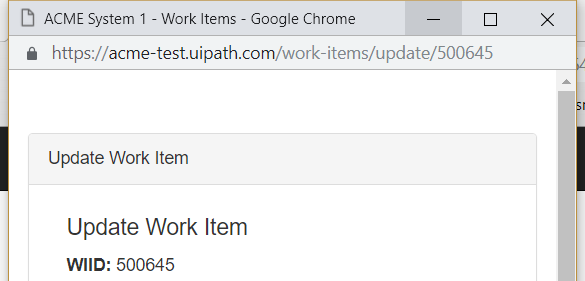 ACME System 1 - Work Items - Google Chrome
https://acme-test.uipath.com/work-items/update/500645
Update Work Item
Update Work Item
WIID: 500645